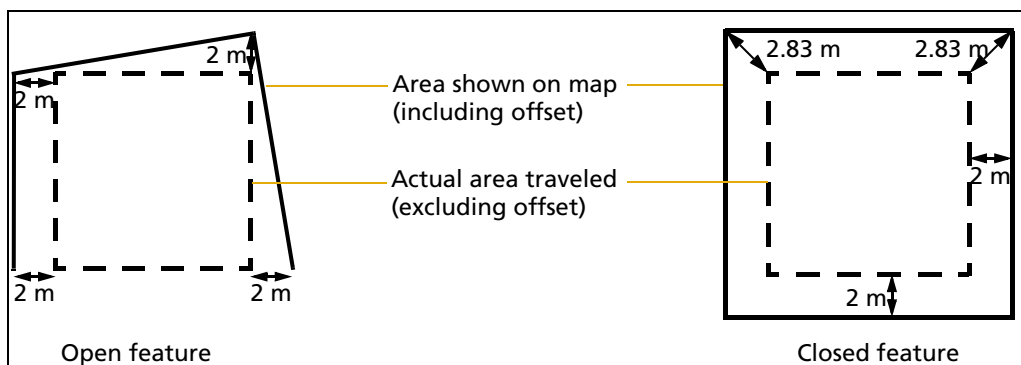 2 m
2.83 m
2.83 m
2 m
Area shown on map
(including offset)
2 m
Actual area traveled
(excluding offset)
2 m
2 m
2 m
Open feature
Closed feature